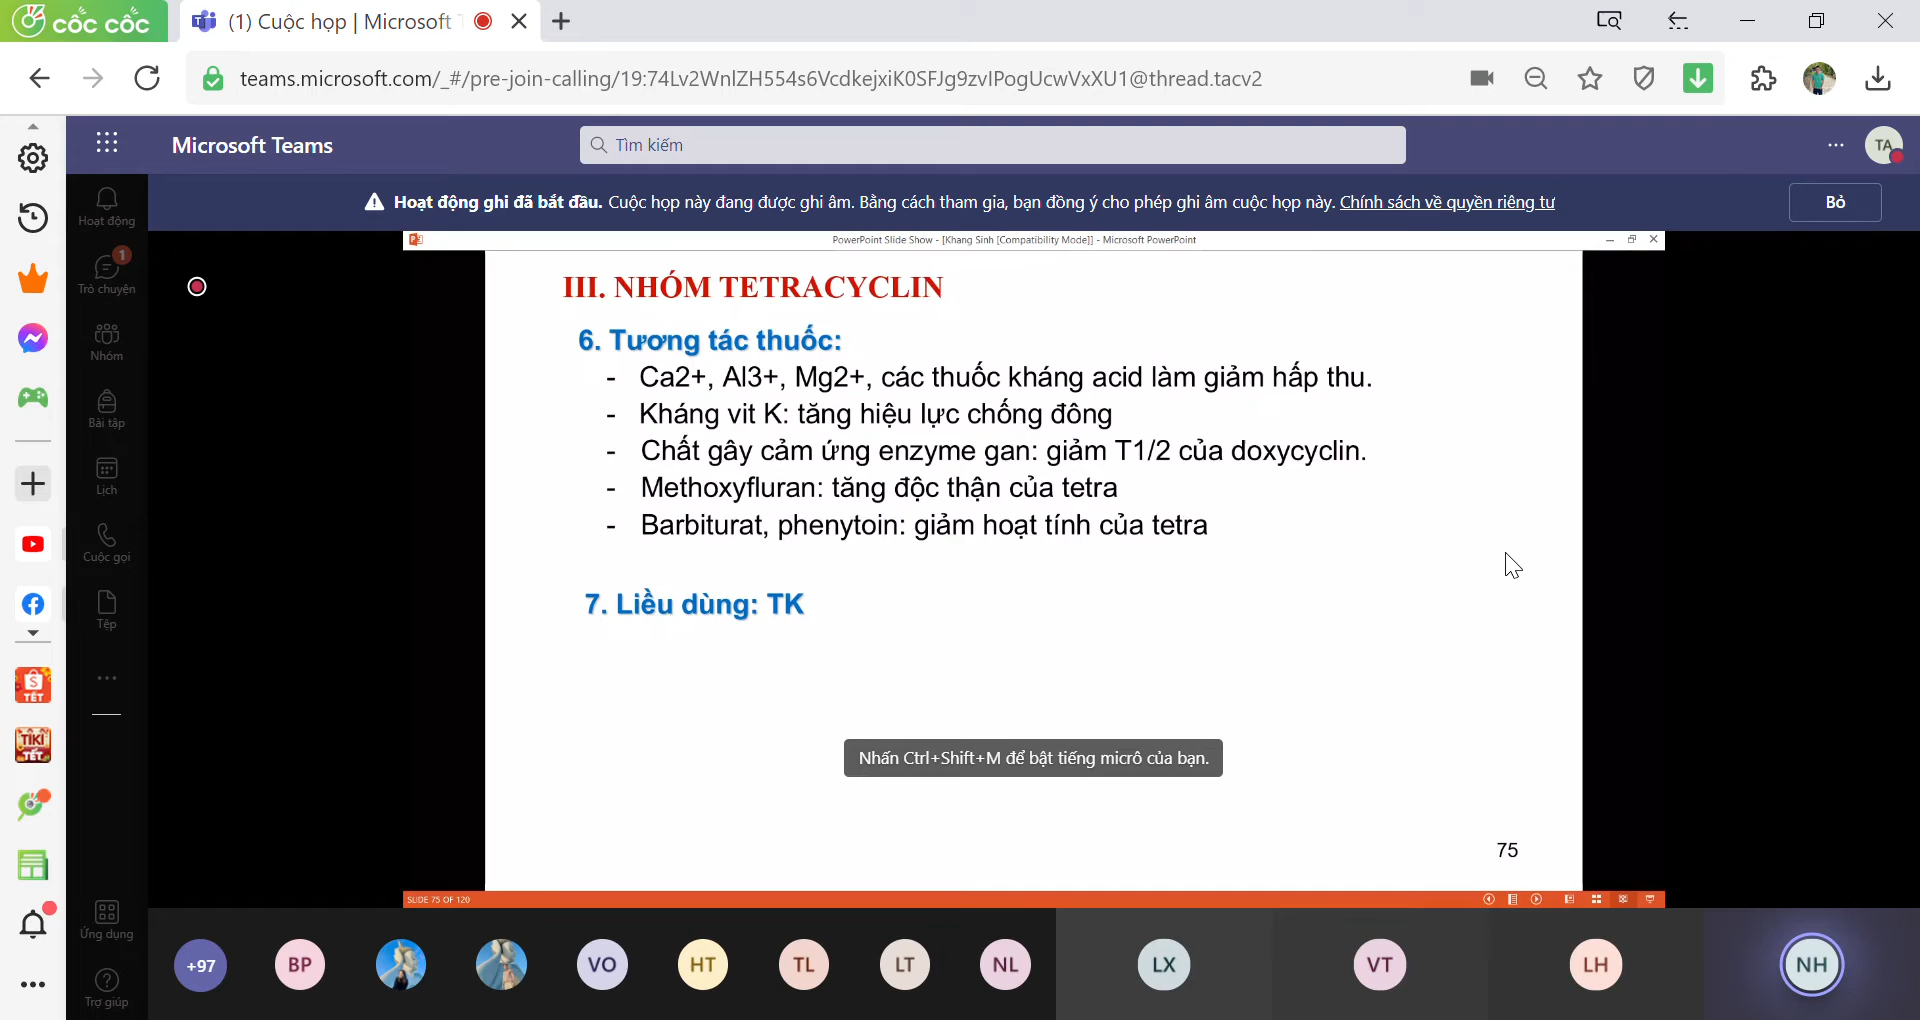 cốc cốc
(1) Cuộc họp | Microsoft T
teams.microsoft.com/_#/pre-join-calling/19:74Lv2WnlZH554s6VcdkejxiK0SFJg9zvIPogUcwVxXU1@thread.tacv2
Microsoft Teams
Tìm kiếm
TA
Hoạt động ghi đã bắt đầu. Cuộc họp này đang được ghi âm. Bằng cách tham gia, bạn đồng ý cho phép ghi âm cuộc họp này. Chính sách về quyền riêng tư
Bỏ
Hoạt động
1
Trò chuyện
Nhóm
Bài tập
Lịch
Cuộc gọi
Tệp
Ứng dụng
Trợ giúp
S
TẾT
TIKI
TẾT
PowerPoint Slide Show - [Khang Sinh [Compatibility Mode]] - Microsoft PowerPoint
III. NHÓM TETRACYCLIN
6. Tương tác thuốc:
- Ca2+, Al3+, Mg2+, các thuốc kháng acid làm giảm hấp thu.
- Kháng vit K: tăng hiệu lực chống đông
- Chất gây cảm ứng enzyme gan: giảm T1/2 của doxycyclin.
- Methoxyfluran: tăng độc thận của tetra
- Barbiturat, phenytoin: giảm hoạt tính của tetra
7. Liều dùng: TK
Nhấn Ctrl+Shift+M để bật tiếng micrô của bạn.
75
SLIDE 75 OF 120
+97
BP
VO
HT
TL
LT
NL
LX
VT
LH
NH